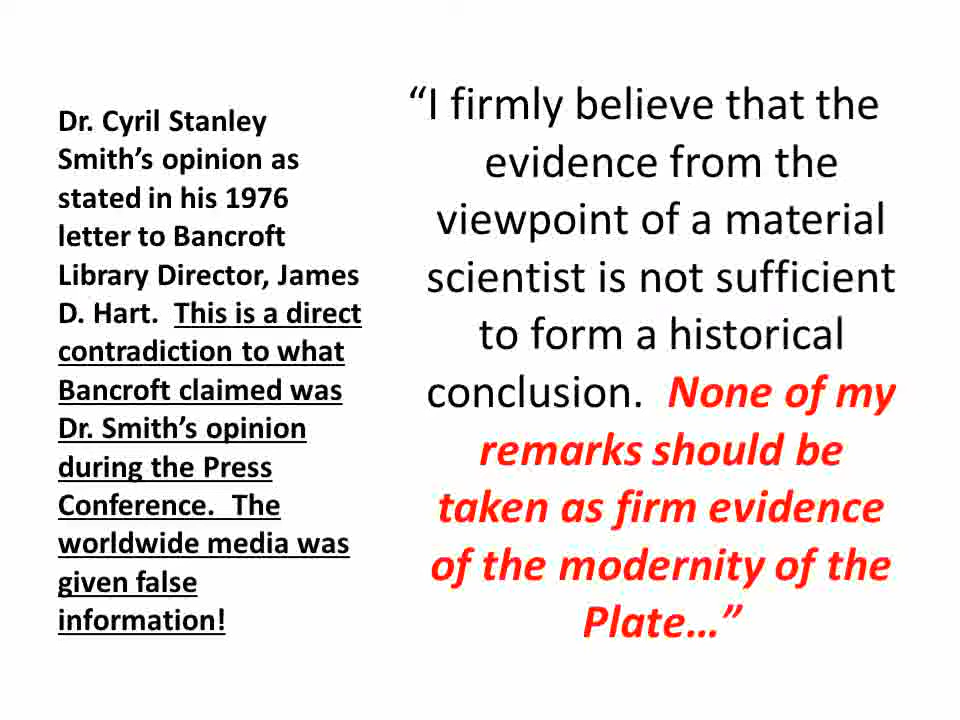 Dr. Cyril Stanley
Smith’s opinion as
stated in his 1976
letter to Bancroft
Library Director, James
D. Hart.  This is a direct
contradiction to what
Bancroft claimed was
Dr. Smith’s opinion
during the Press
Conference.  The
worldwide media was
given false
information!
“I firmly believe that the
evidence from the
viewpoint of a material
scientist is not sufficient
to form a historical
conclusion.  None of my
remarks should be
taken as firm evidence
of the modernity of the
Plate…”